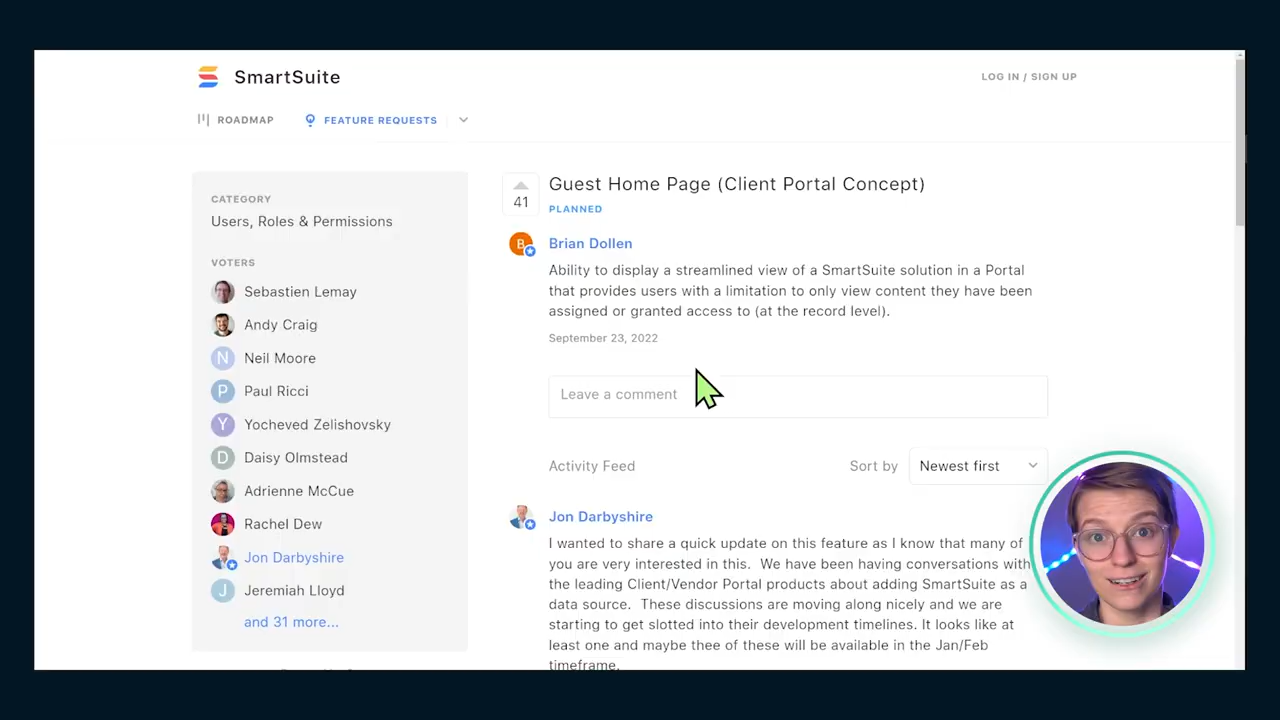 SmartSuite
LOG IN / SIGN UP
ROADMAP
FEATURE REQUESTS
CATEGORY
Users, Roles & Permissions
VOTERS
Sebastien Lemay
Andy Craig
N Neil Moore
P Paul Ricci
Y Yocheved Zelishovsky
D Daisy Olmstead
Adrienne McCue
Rachel Dew
Jon Darbyshire
J Jeremiah Lloyd
and 31 more...
41
Guest Home Page (Client Portal Concept)
PLANNED
B Brian Dollen
Ability to display a streamlined view of a SmartSuite solution in a Portal
that provides users with a limitation to only view content they have been
assigned or granted access to (at the record level).
September 23, 2022
Leave a comment
Activity Feed
Sort by Newest first
Jon Darbyshire
I wanted to share a quick update on this feature as I know that many of
you are very interested in this. We have been having conversations with
the leading Client/Vendor Portal products about adding SmartSuite as a
data source. These discussions are moving along nicely and we are
starting to get slotted into their development timelines. It looks like at
least one and maybe thee of these will be available in the Jan/Feb
timeframe.